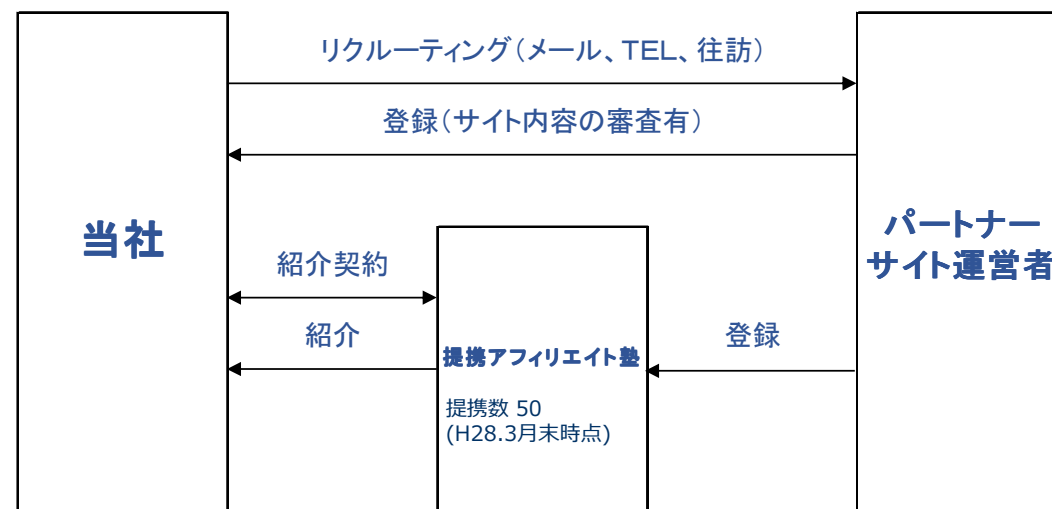 リクルーティング(メール、TEL、往訪)
登録(サイト内容の審査有)
当社
パートナー
サイト運営者
紹介契約
紹介
提携アフィリエイト塾
登録
提携数 50
(H28.3月末時点)